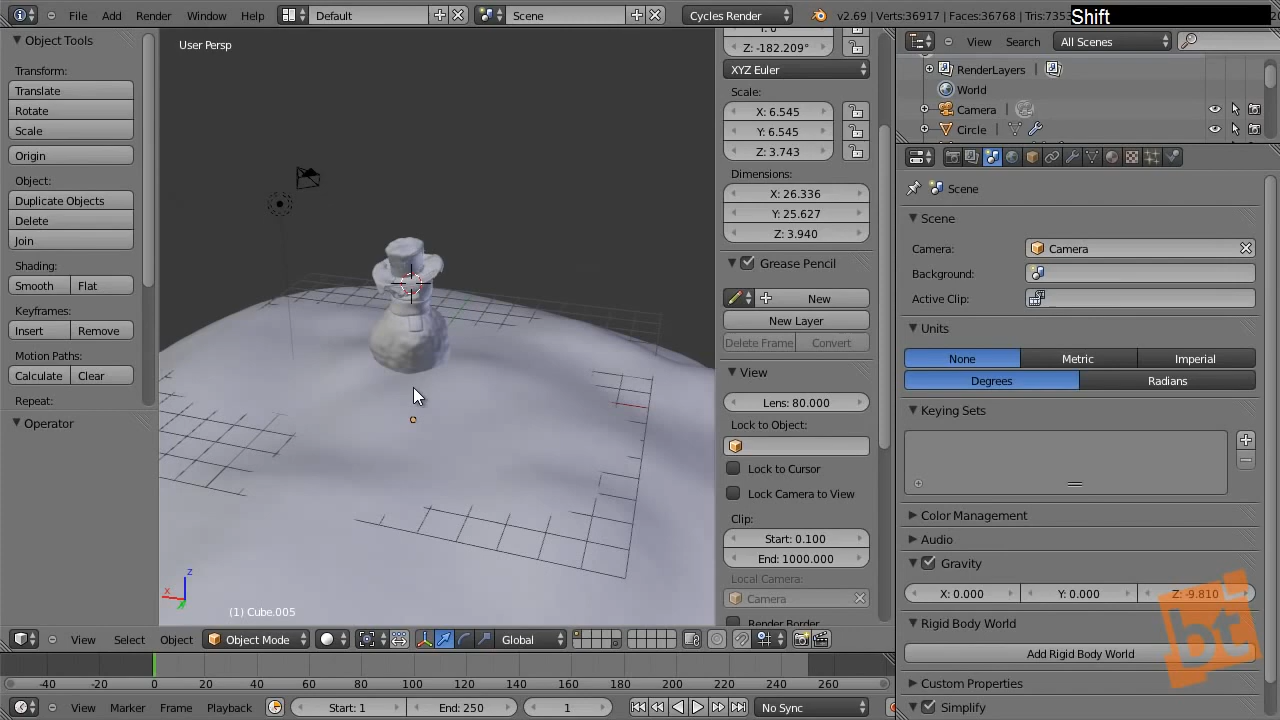 File Add Render Window Help Default Scene Cycles Render v2.69 | Verts:36917 | Faces:36768 | Tris:7353
Shift
Object Tools
Transform:
Translate
Rotate
Scale
Origin
Object:
Duplicate Objects
Delete
Join
Shading:
Smooth Flat
Keyframes:
Insert Remove
Motion Paths:
Calculate Clear
Repeat:
Operator
User Persp
(1) Cube.005
z
x
Z: -182.209°
XYZ Euler
Scale:
X: 6.545
Y: 6.545
Z: 3.743
Dimensions:
X: 26.336
Y: 25.627
Z: 3.940
Grease Pencil
New
New Layer
Delete Frame Convert
View
Lens: 80.000
Lock to Object:
Lock to Cursor
Lock Camera to View
Clip:
Start: 0.100
End: 1000.000
Local Camera:
Camera
Render Border
View Search All Scenes
RenderLayers
World
Camera
Circle
Scene
Scene
Camera: Camera
Background:
Active Clip:
Units
None Metric Imperial
Degrees Radians
Keying Sets
Color Management
Audio
Gravity
X: 0.000 Y: 0.000 Z: -9.810
Rigid Body World
Add Rigid Body World
Custom Properties
Simplify
bt
View Select Object Object Mode Global
-40 -20 0 20 40 60 80 100 120 140 160 180 200 220 240 260
View Marker Frame Playback Start: 1 End: 250 1 No Sync